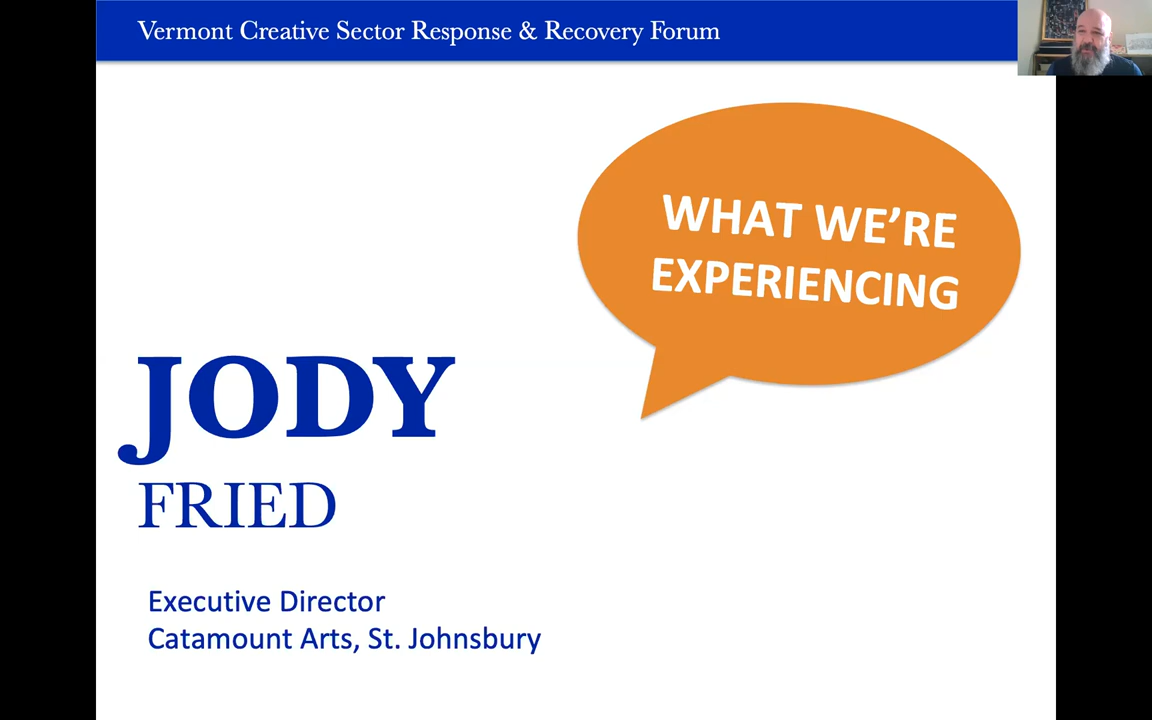 Vermont Creative Sector Response & Recovery Forum
WHAT WE’RE
EXPERIENCING
JODY
FRIED
Executive Director
Catamount Arts, St. Johnsbury